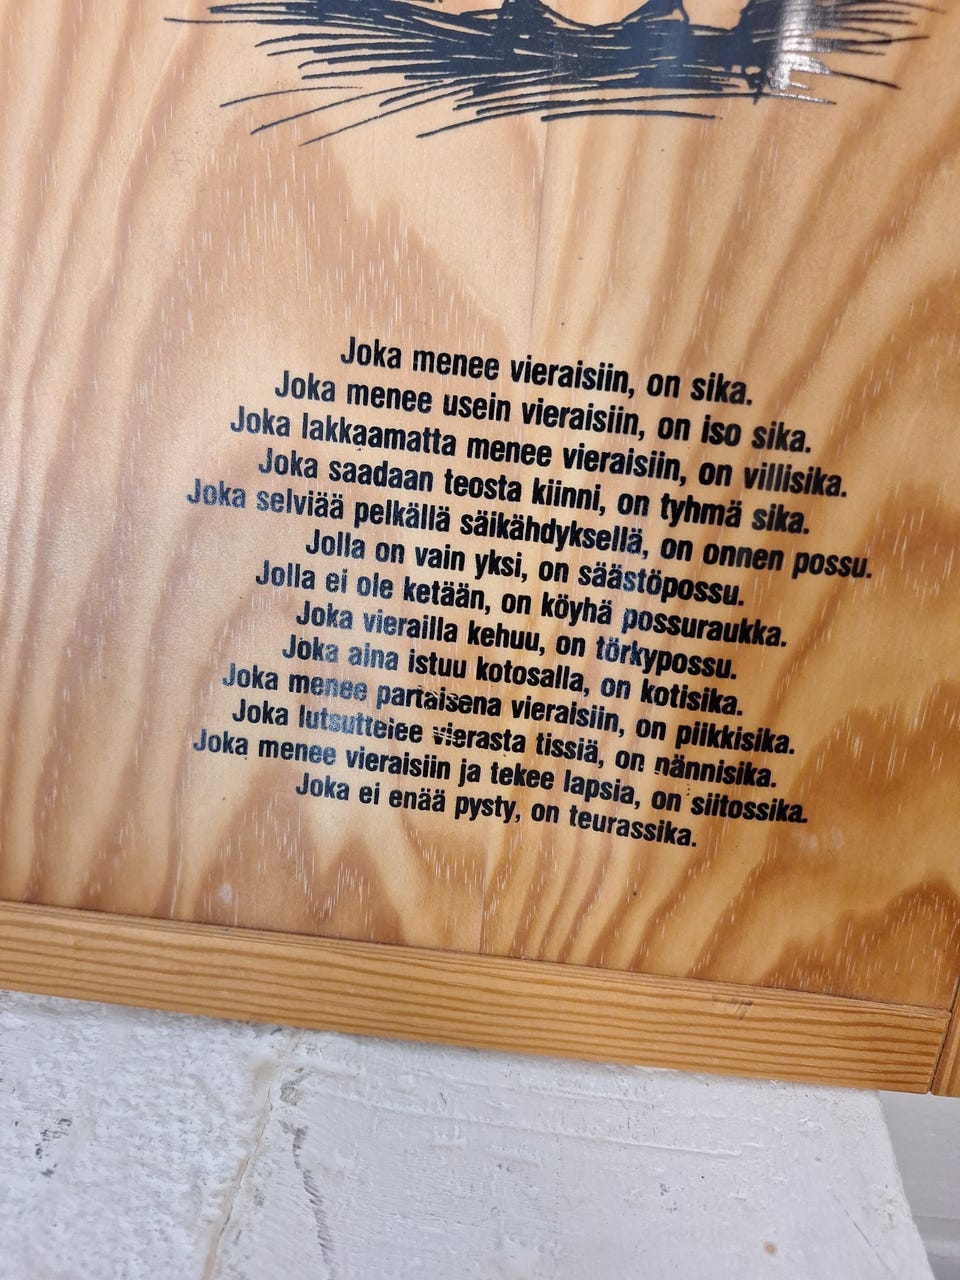 Joka menee vieraisiin, on sika.
Joka menee usein vieraisiin, on iso sika.
Joka lakkaamatta menee vieraisiin, on villisika.
Joka saadaan teosta kiinni, on tyhmä sika.
Joka selviää pelkällä säikähdyksellä, on onnen possu.
Jolla on vain yksi, on säästöpossu.
Jolla ei ole ketään, on köyhä possuraukka.
Joka vierailla kehuu, on törkypossu.
Joka aina istuu kotosalla, on kotisika.
Joka menee partaisena vieraisiin, on piikkisika.
Joka lutsuttelee vierasta tissiä, on nännisika.
Joka menee vieraisiin ja tekee lapsia, on siitossika.
Joka ei enää pysty, on teurassika.